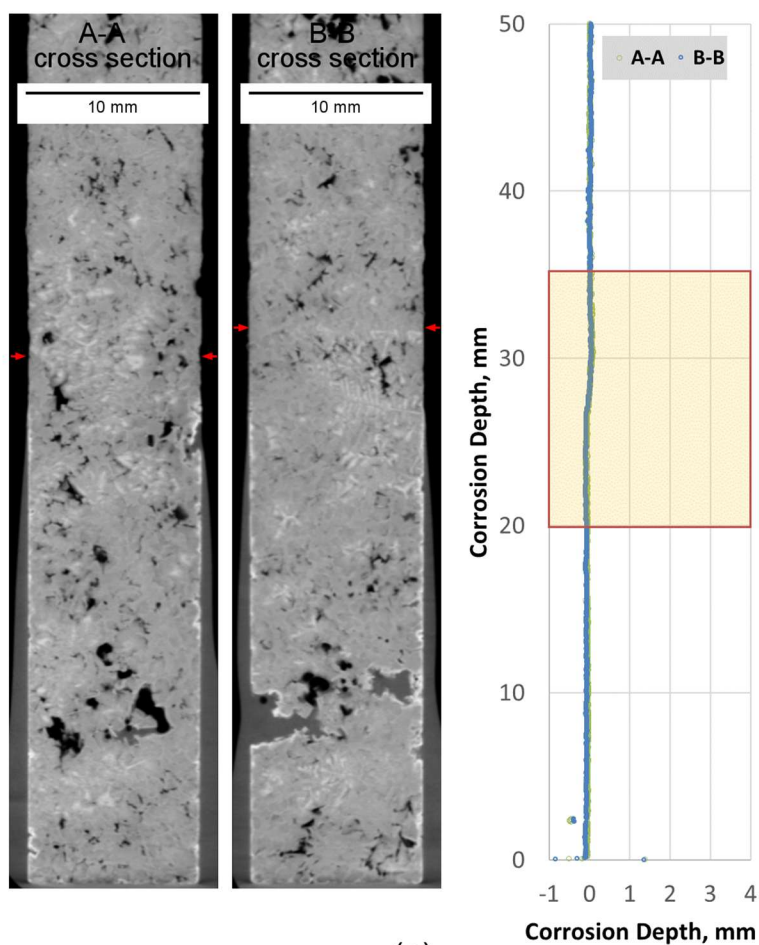 A-A
cross section
10 mm
B-B
cross section
10 mm
Corrosion Depth, mm
50
40
30
20
10
0
A-A
B-B
-1 0 1 2 3 4
Corrosion Depth, mm